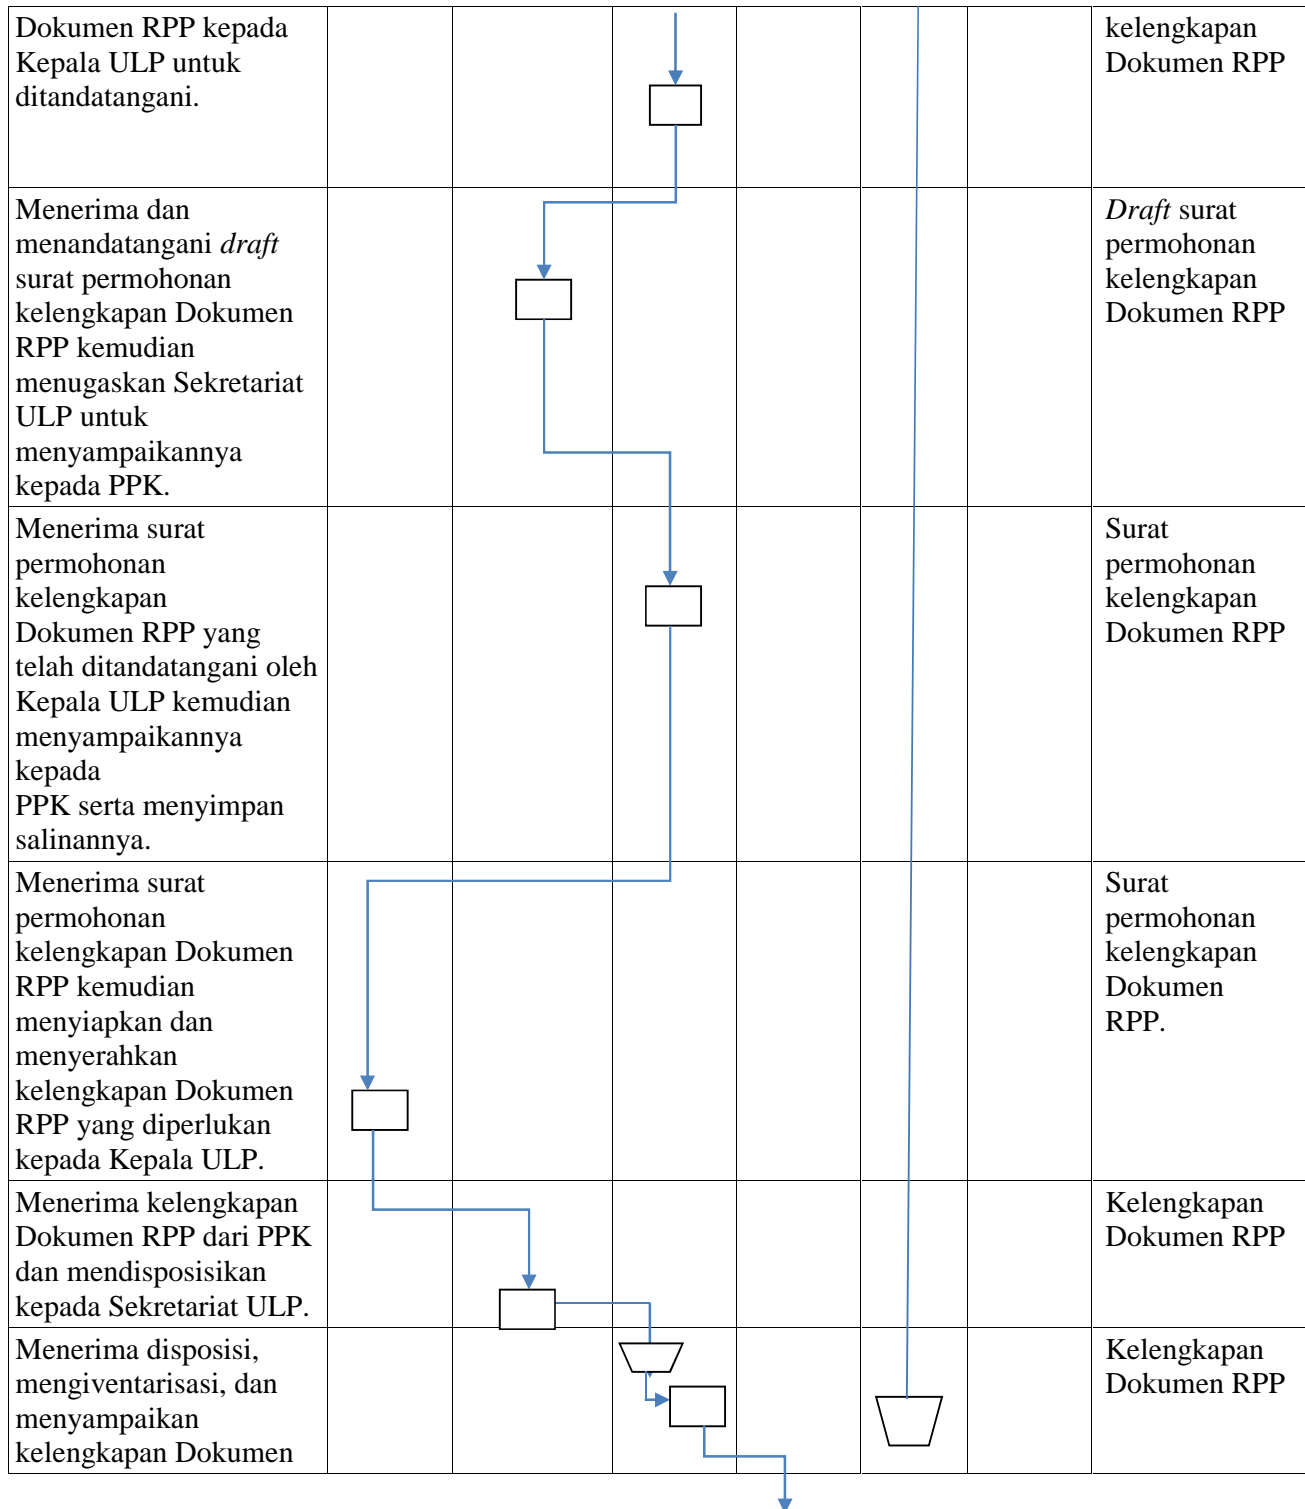 Dokumen RPP kepada
Kepala ULP untuk
ditandatangani.
kelengkapan
Dokumen RPP
Menerima dan
menandatangani draft
surat permohonan
kelengkapan Dokumen
RPP kemudian
menugaskan Sekretariat
ULP untuk
menyampaikannya
kepada PPK.
Draft surat
permohonan
kelengkapan
Dokumen RPP
Menerima surat
permohonan
kelengkapan
Dokumen RPP yang
telah ditandatangani oleh
Kepala ULP kemudian
menyampaikannya
kepada
PPK serta menyimpan
salinannya.
Surat
permohonan
kelengkapan
Dokumen RPP
Menerima surat
permohonan
kelengkapan Dokumen
RPP kemudian
menyiapkan dan
menyerahkan
kelengkapan Dokumen
RPP yang diperlukan
kepada Kepala ULP.
Surat
permohonan
kelengkapan
Dokumen
RPP.
Menerima kelengkapan
Dokumen RPP dari PPK
dan mendisposisikan
kepada Sekretariat ULP.
Kelengkapan
Dokumen RPP
Menerima disposisi,
mengiventarisasi, dan
menyampaikan
kelengkapan Dokumen
Kelengkapan
Dokumen RPP